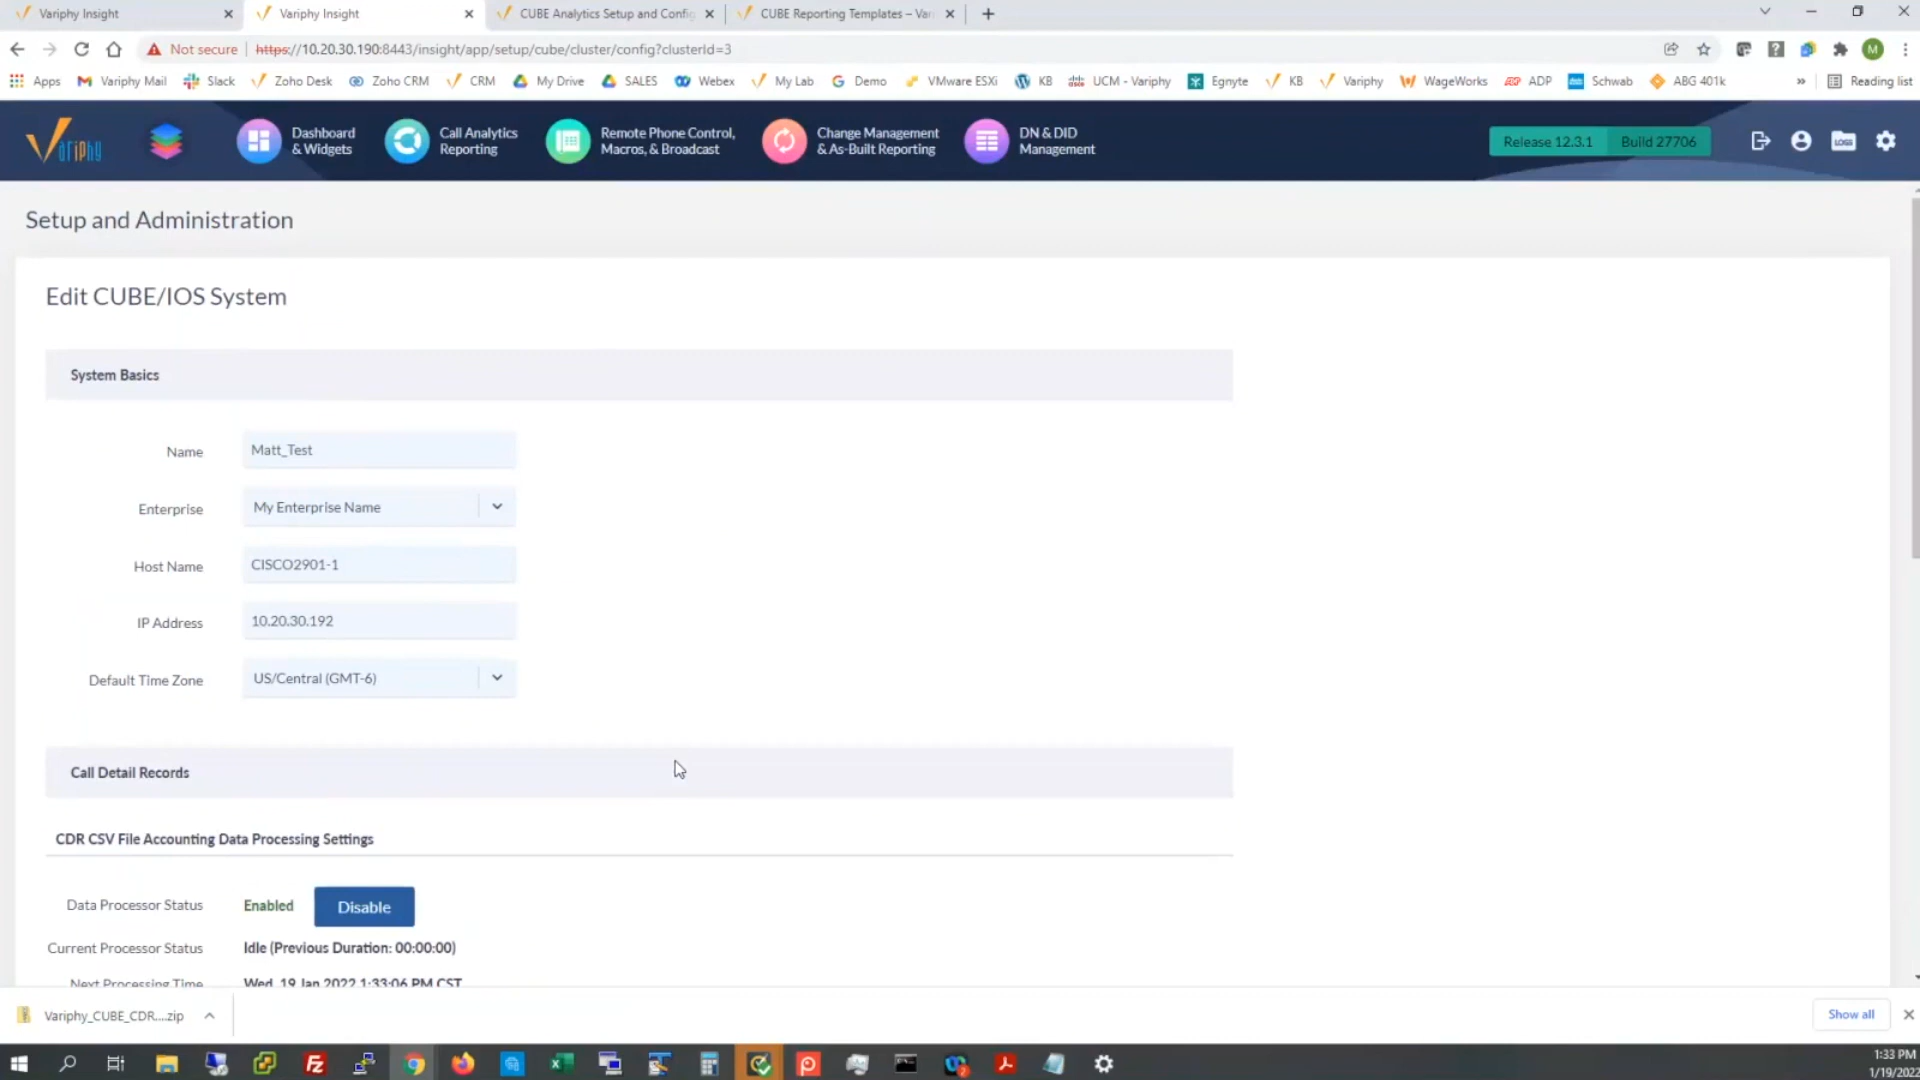 Variphy Insight
Variphy Insight
CUBE Analytics Setup and Config
CUBE Reporting Templates – Var
Not secure
https://10.20.30.190:8443/insight/app/setup/cube/cluster/config?clusterId=3
M
Apps
Variphy Mail
Slack
Zoho Desk
Zoho CRM
CRM
My Drive
SALES
Webex
My Lab
Demo
VMware ESXi
KB
UCM - Variphy
Egnyte
KB
Variphy
WageWorks
ADP
Schwab
ABG 401k
»
Reading list
Variphy
Dashboard
& Widgets
Call Analytics
Reporting
Remote Phone Control,
Macros, & Broadcast
Change Management
& As-Built Reporting
DN & DID
Management
Release 12.3.1
Build 27706
LOGS
Setup and Administration
Edit CUBE/IOS System
System Basics
Name
Matt_Test
Enterprise
My Enterprise Name
Host Name
CISCO2901-1
IP Address
10.20.30.192
Default Time Zone
US/Central (GMT-6)
Call Detail Records
CDR CSV File Accounting Data Processing Settings
Data Processor Status
Enabled
Disable
Current Processor Status
Idle (Previous Duration: 00:00:00)
Next Processing Time
Wed, 19 Jan 2022 1:33:06 PM CST
Variphy_CUBE_CDR....zip
Show all
1:33 PM
1/19/2022